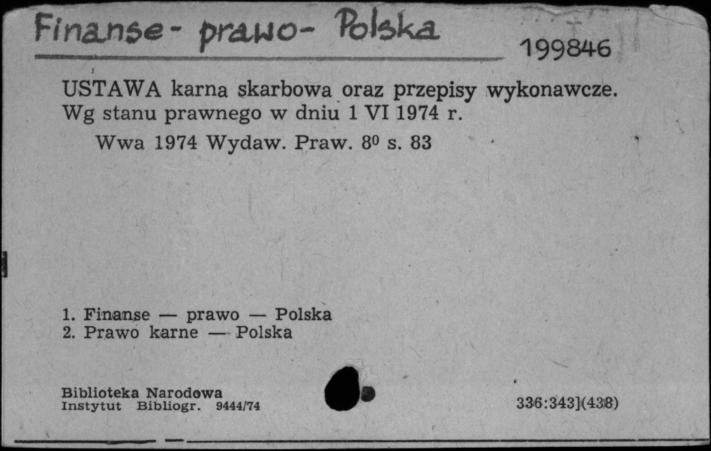 Finanse - prawo - Polska
199846
USTAWA karna skarbowa oraz przepisy wykonawcze.
Wg stanu prawnego w dniu 1 VI 1974 r.
Wwa 1974 Wydaw. Praw. 8⁰ s. 83
1. Finanse — prawo — Polska
2. Prawo karne — Polska
Biblioteka Narodowa
Instytut Bibliogr. 9444/74
336:343](438)